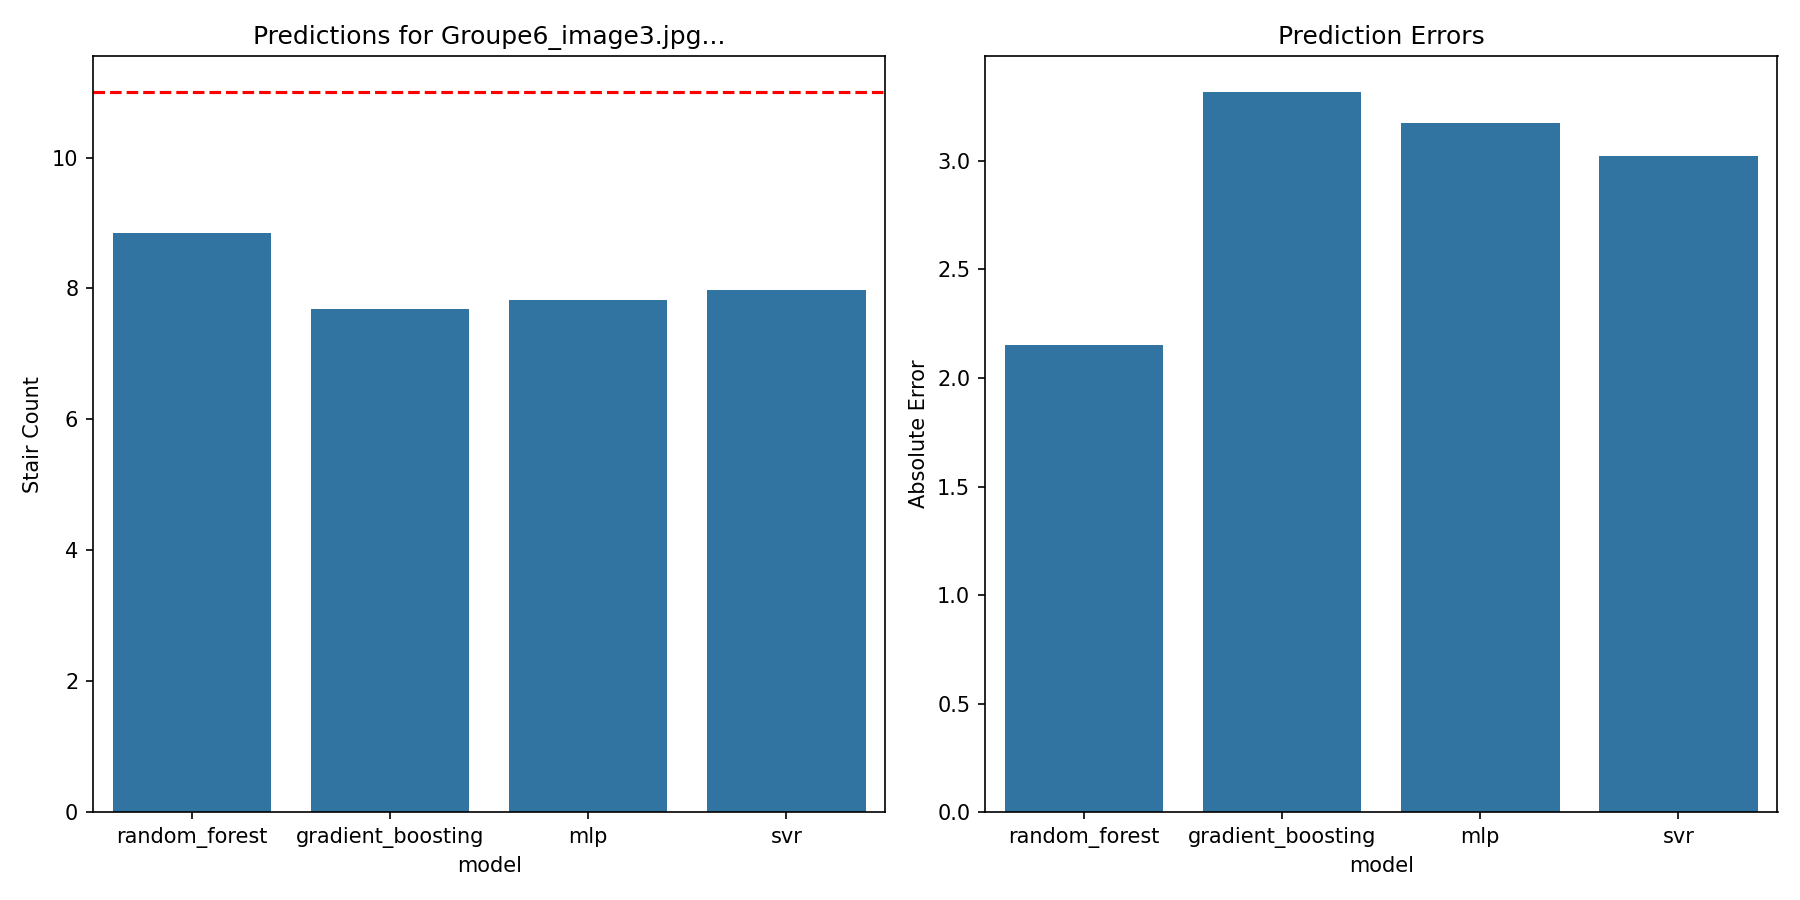 Predictions for Groupe6_image3.jpg...
Stair Count
10
8
6
4
2
0
random_forest gradient_boosting mlp svr
model
Prediction Errors
Absolute Error
3.0
2.5
2.0
1.5
1.0
0.5
0.0
random_forest gradient_boosting mlp svr
model